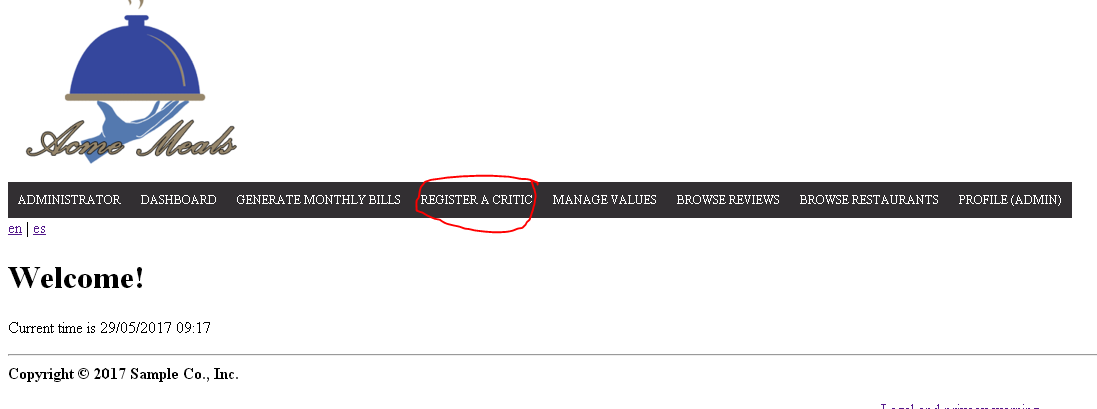 Acme Meals
ADMINISTRATOR DASHBOARD GENERATE MONTHLY BILLS REGISTER A CRITIC MANAGE VALUES BROWSE REVIEWS BROWSE RESTAURANTS PROFILE (ADMIN)
en | es
Welcome!
Current time is 29/05/2017 09:17
Copyright © 2017 Sample Co., Inc.